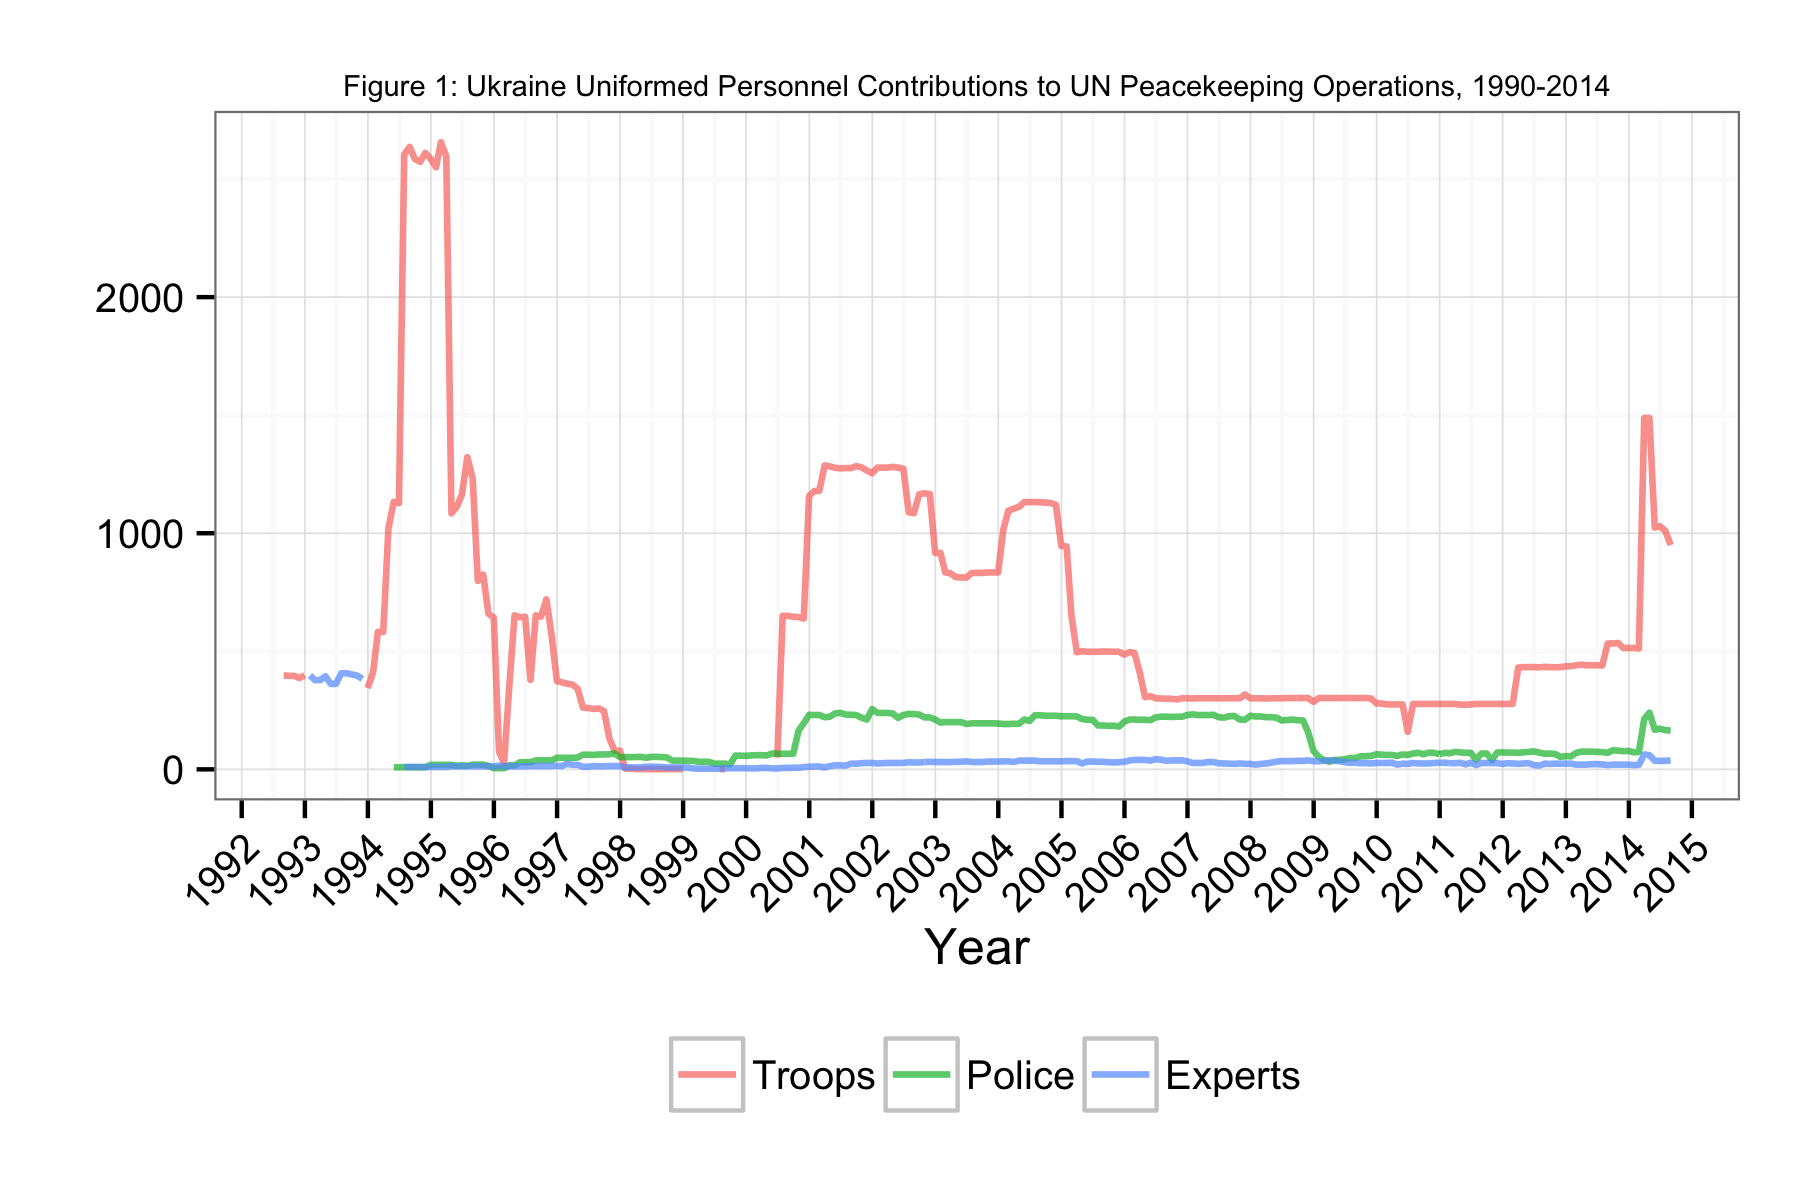 Figure 1: Ukraine Uniformed Personnel Contributions to UN Peacekeeping Operations, 1990-2014
2000
1000
0
1992 1993 1994 1995 1996 1997 1998 1999 2000 2001 2002 2003 2004 2005 2006 2007 2008 2009 2010 2011 2012 2013 2014 2015
Year
Troops Police Experts